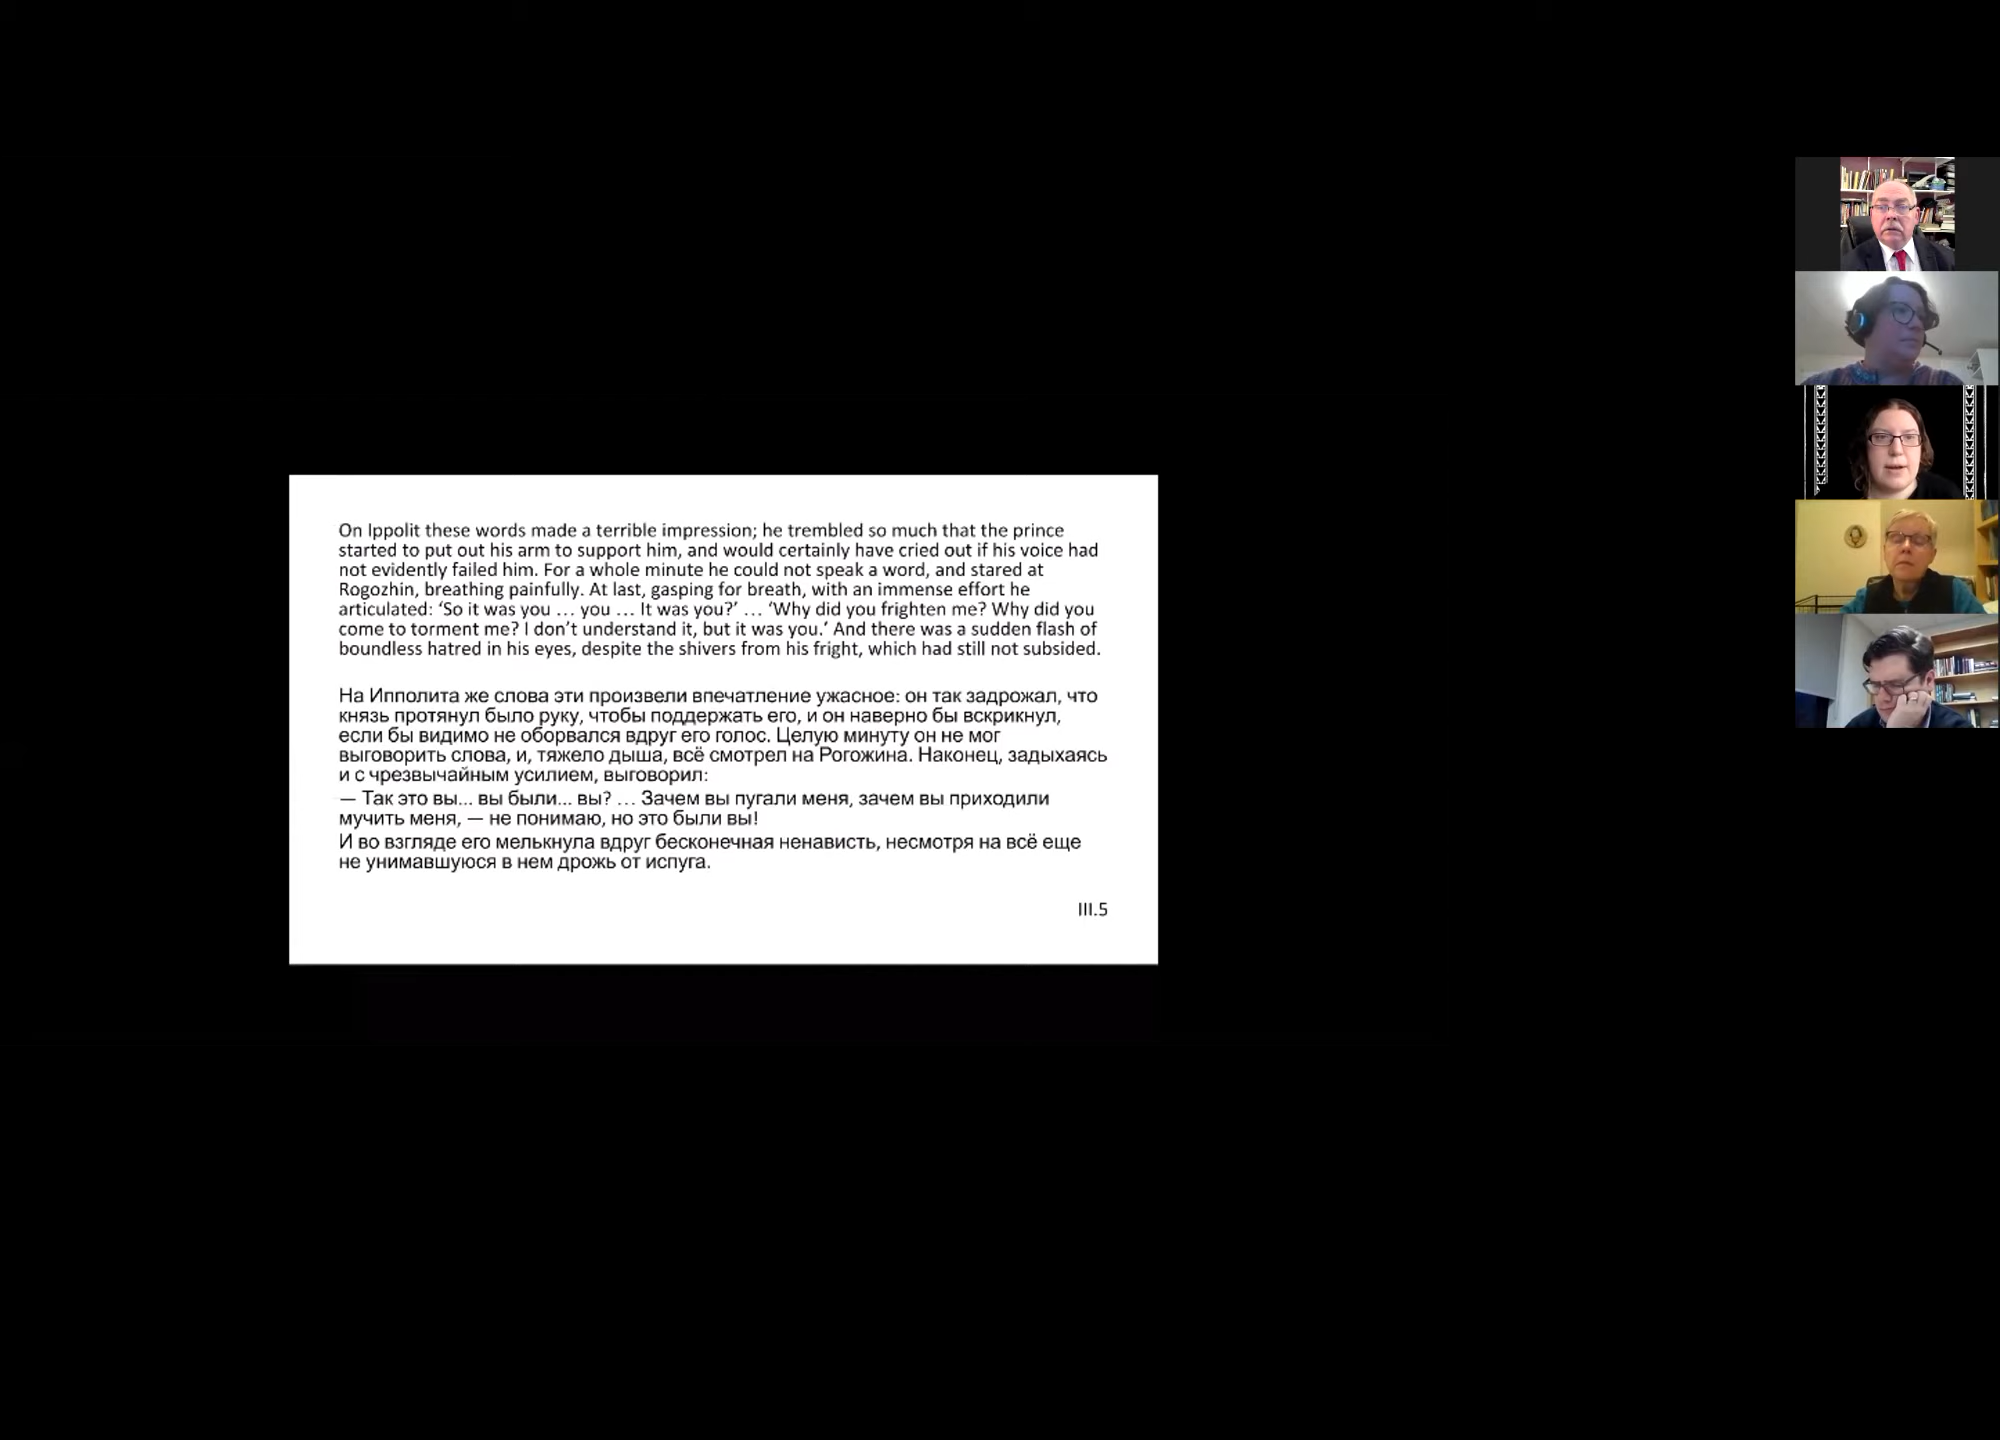 On Ippolit these words made a terrible impression; he trembled so much that the prince
started to put out his arm to support him, and would certainly have cried out if his voice had
not evidently failed him. For a whole minute he could not speak a word, and stared at
Rogozhin, breathing painfully. At last, gasping for breath, with an immense effort he
articulated: ‘So it was you … you … It was you?’ … ‘Why did you frighten me? Why did you
come to torment me? I don’t understand it, but it was you.’ And there was a sudden flash of
boundless hatred in his eyes, despite the shivers from his fright, which had still not subsided.
На Ипполита же слова эти произвели впечатление ужасное: он так задрожал, что
князь протянул было руку, чтобы поддержать его, и он наверно бы вскрикнул,
если бы видимо не оборвался вдруг его голос. Целую минуту он не мог
выговорить слова, и, тяжело дыша, всё смотрел на Рогожина. Наконец, задыхаясь
и с чрезвычайным усилием, выговорил:
— Так это вы... вы были... вы? … Зачем вы пугали меня, зачем вы приходили
мучить меня, — не понимаю, но это были вы!
И во взгляде его мелькнула вдруг бесконечная ненависть, несмотря на всё еще
не унимавшуюся в нем дрожь от испуга.
III.5